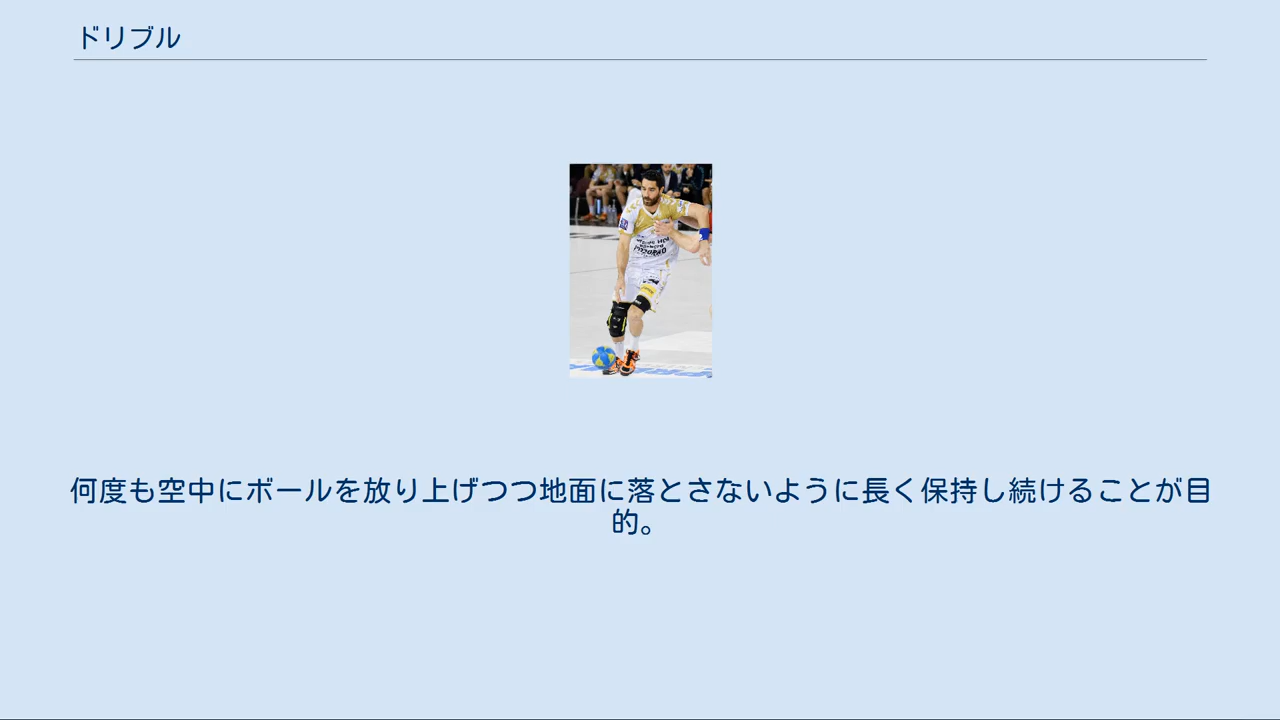 ドリブル
何度も空中にボールを放り上げつつ地面に落とさないように長く保持し続けることが目
的。